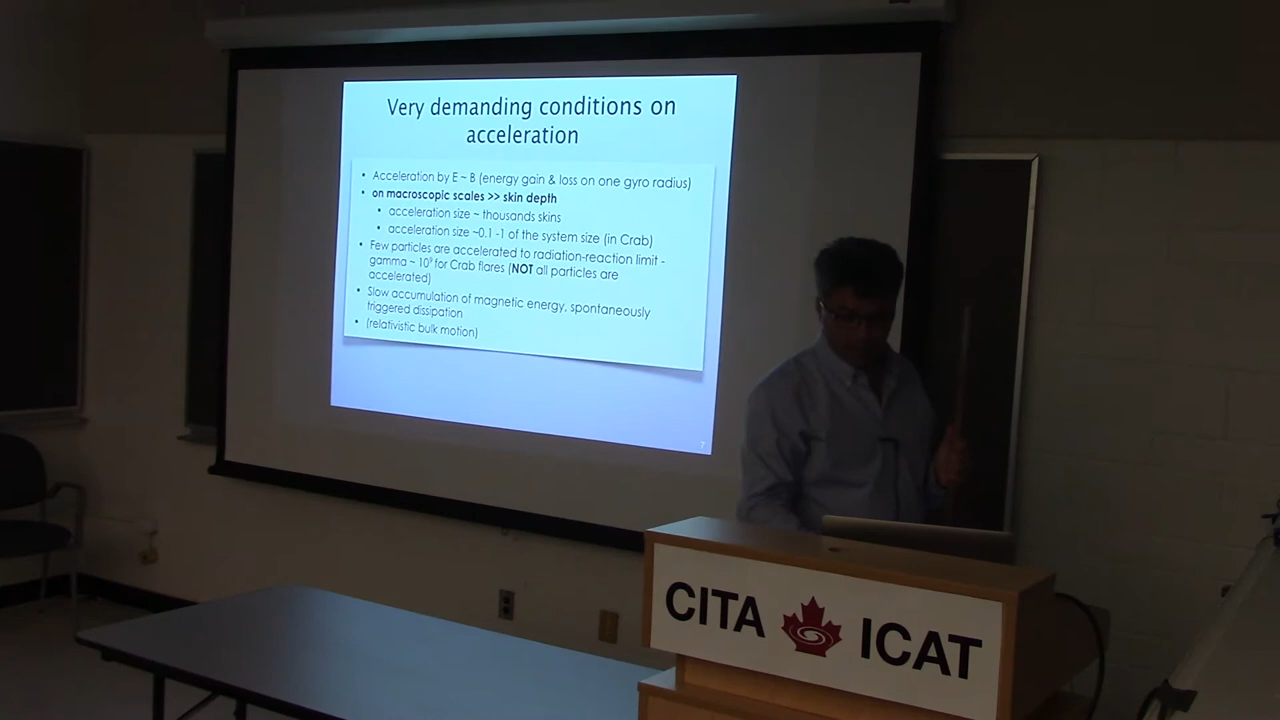 Very demanding conditions on
acceleration
• Acceleration by E ~ B (energy gain & loss on one gyro radius)
• on macroscopic scales >> skin depth
• acceleration size ~ thousands skins
• acceleration size ~0.1 -1 of the system size (in Crab)
• Few particles are accelerated to radiation-reaction limit -
gamma ~ 10⁹ for Crab flares (NOT all particles are
accelerated)
• Slow accumulation of magnetic energy, spontaneously
triggered dissipation
• (relativistic bulk motion)
7
CITA ICAT